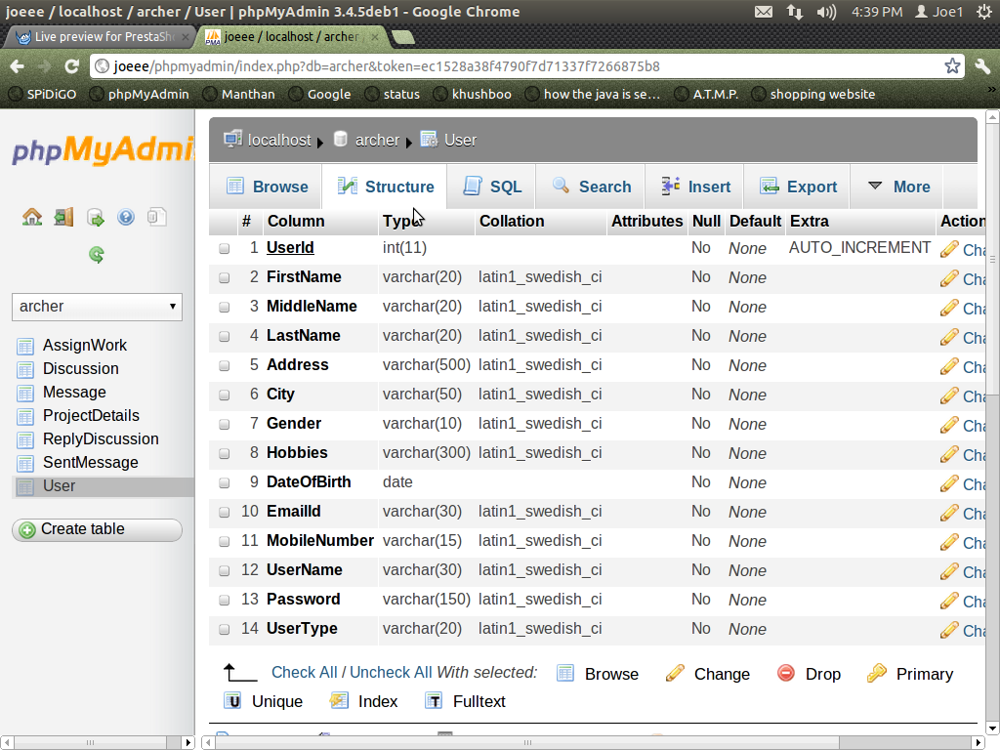 joeee / localhost / archer / User | phpMyAdmin 3.4.5deb1 - Google Chrome 4:39 PM Joe1
Live preview for PrestaSh joeee / localhost / archer /
joeee/phpmyadmin/index.php?db=archer&token=ec1528a38f4790f7d71337f7266875b8
SPiDiGO phpMyAdmin Manthan Google status khushboo how the java is se... A.T.M.P. shopping website »
phpMyAdmi
archer
AssignWork
Discussion
Message
ProjectDetails
ReplyDiscussion
SentMessage
User
Create table
localhost archer User
Browse Structure SQL Search Insert Export More
# Column Type Collation Attributes Null Default Extra Action
1 UserId int(11) No None AUTO_INCREMENT Cha
2 FirstName varchar(20) latin1_swedish_ci No None Cha
3 MiddleName varchar(20) latin1_swedish_ci No None Cha
4 LastName varchar(20) latin1_swedish_ci No None Cha
5 Address varchar(500) latin1_swedish_ci No None Cha
6 City varchar(50) latin1_swedish_ci No None Cha
7 Gender varchar(10) latin1_swedish_ci No None Cha
8 Hobbies varchar(300) latin1_swedish_ci No None Cha
9 DateOfBirth date No None Cha
10 EmailId varchar(30) latin1_swedish_ci No None Cha
11 MobileNumber varchar(15) latin1_swedish_ci No None Cha
12 UserName varchar(30) latin1_swedish_ci No None Cha
13 Password varchar(150) latin1_swedish_ci No None Cha
14 UserType varchar(20) latin1_swedish_ci No None Cha
Check All / Uncheck All With selected: Browse Change Drop Primary
U Unique Index T Fulltext